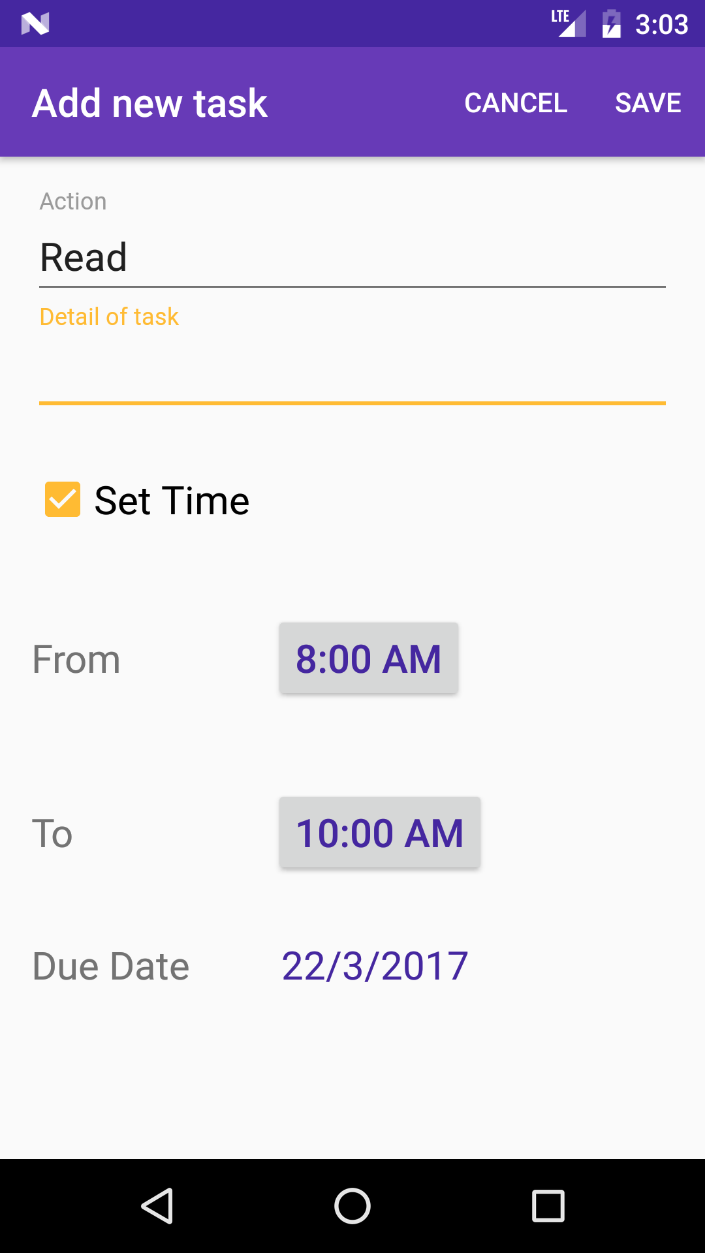 LTE 3:03
Add new task CANCEL SAVE
Action
Read
Detail of task
Set Time
From 8:00 AM
To 10:00 AM
Due Date 22/3/2017